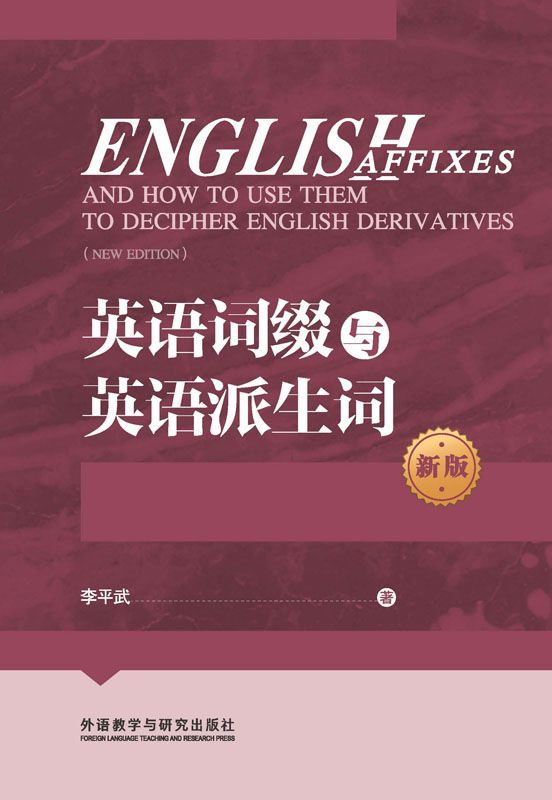 ENGLISH AFFIXES
AND HOW TO USE THEM
TO DECIPHER ENGLISH DERIVATIVES
(NEW EDITION)
英语词缀与
英语派生词
新版
李平武 著
外语教学与研究出版社
FOREIGN LANGUAGE TEACHING AND RESEARCH PRESS